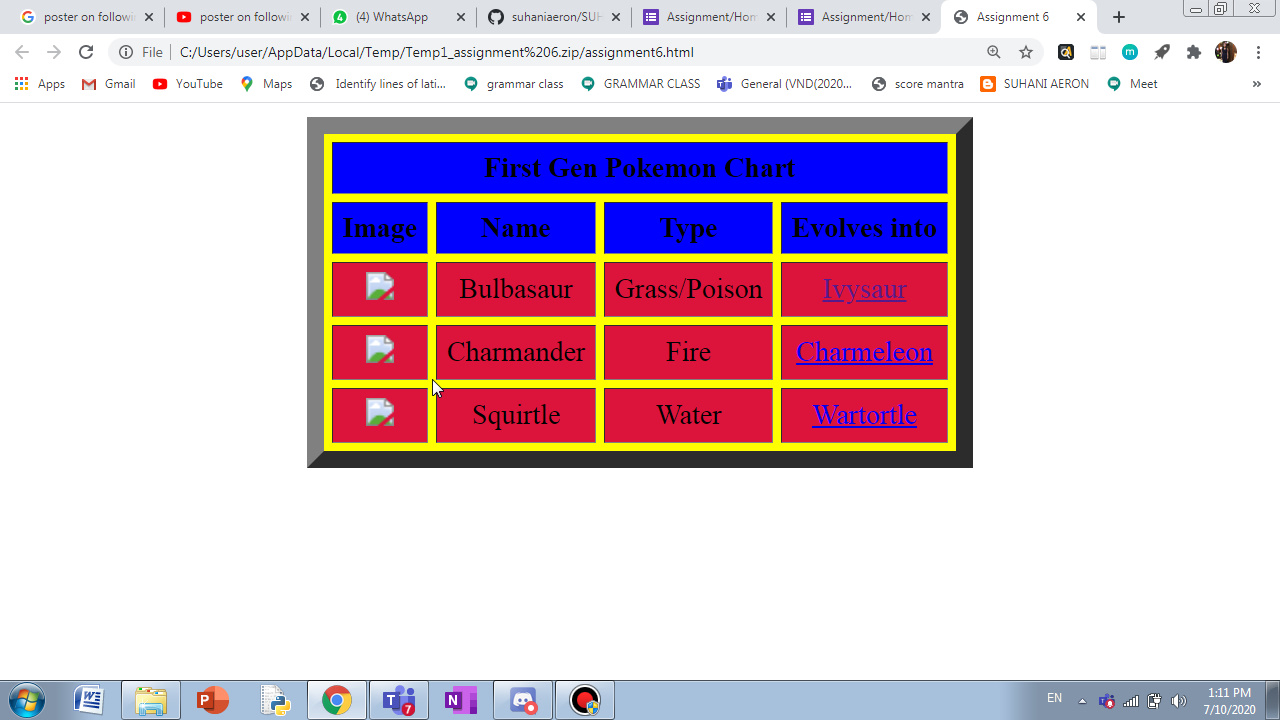 poster on followin
poster on followin
(4) WhatsApp
suhaniaeron/SUH
Assignment/Hom
Assignment/Hom
Assignment 6
File
C:/Users/user/AppData/Local/Temp/Temp1_assignment%206.zip/assignment6.html
Apps
Gmail
YouTube
Maps
Identify lines of lati...
grammar class
GRAMMAR CLASS
General (VND(2020...
score mantra
SUHANI AERON
Meet
»
First Gen Pokemon Chart
Image Name Type Evolves into
Bulbasaur Grass/Poison Ivysaur
Charmander Fire Charmeleon
Squirtle Water Wartortle
EN
1:11 PM
7/10/2020
7